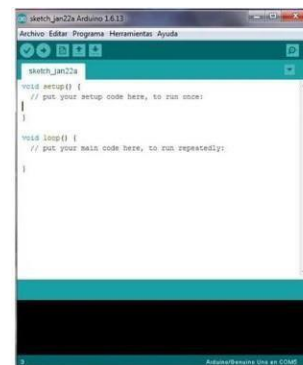 sketch_jan22a Arduino 1.6.13
Archivo Editar Programa Herramientas Ayuda
sketch_jan22a
void setup() {
// put your setup code here, to run once:
}
void loop() {
// put your main code here, to run repeatedly:
}
3
Arduino/Genuino Uno en COM5